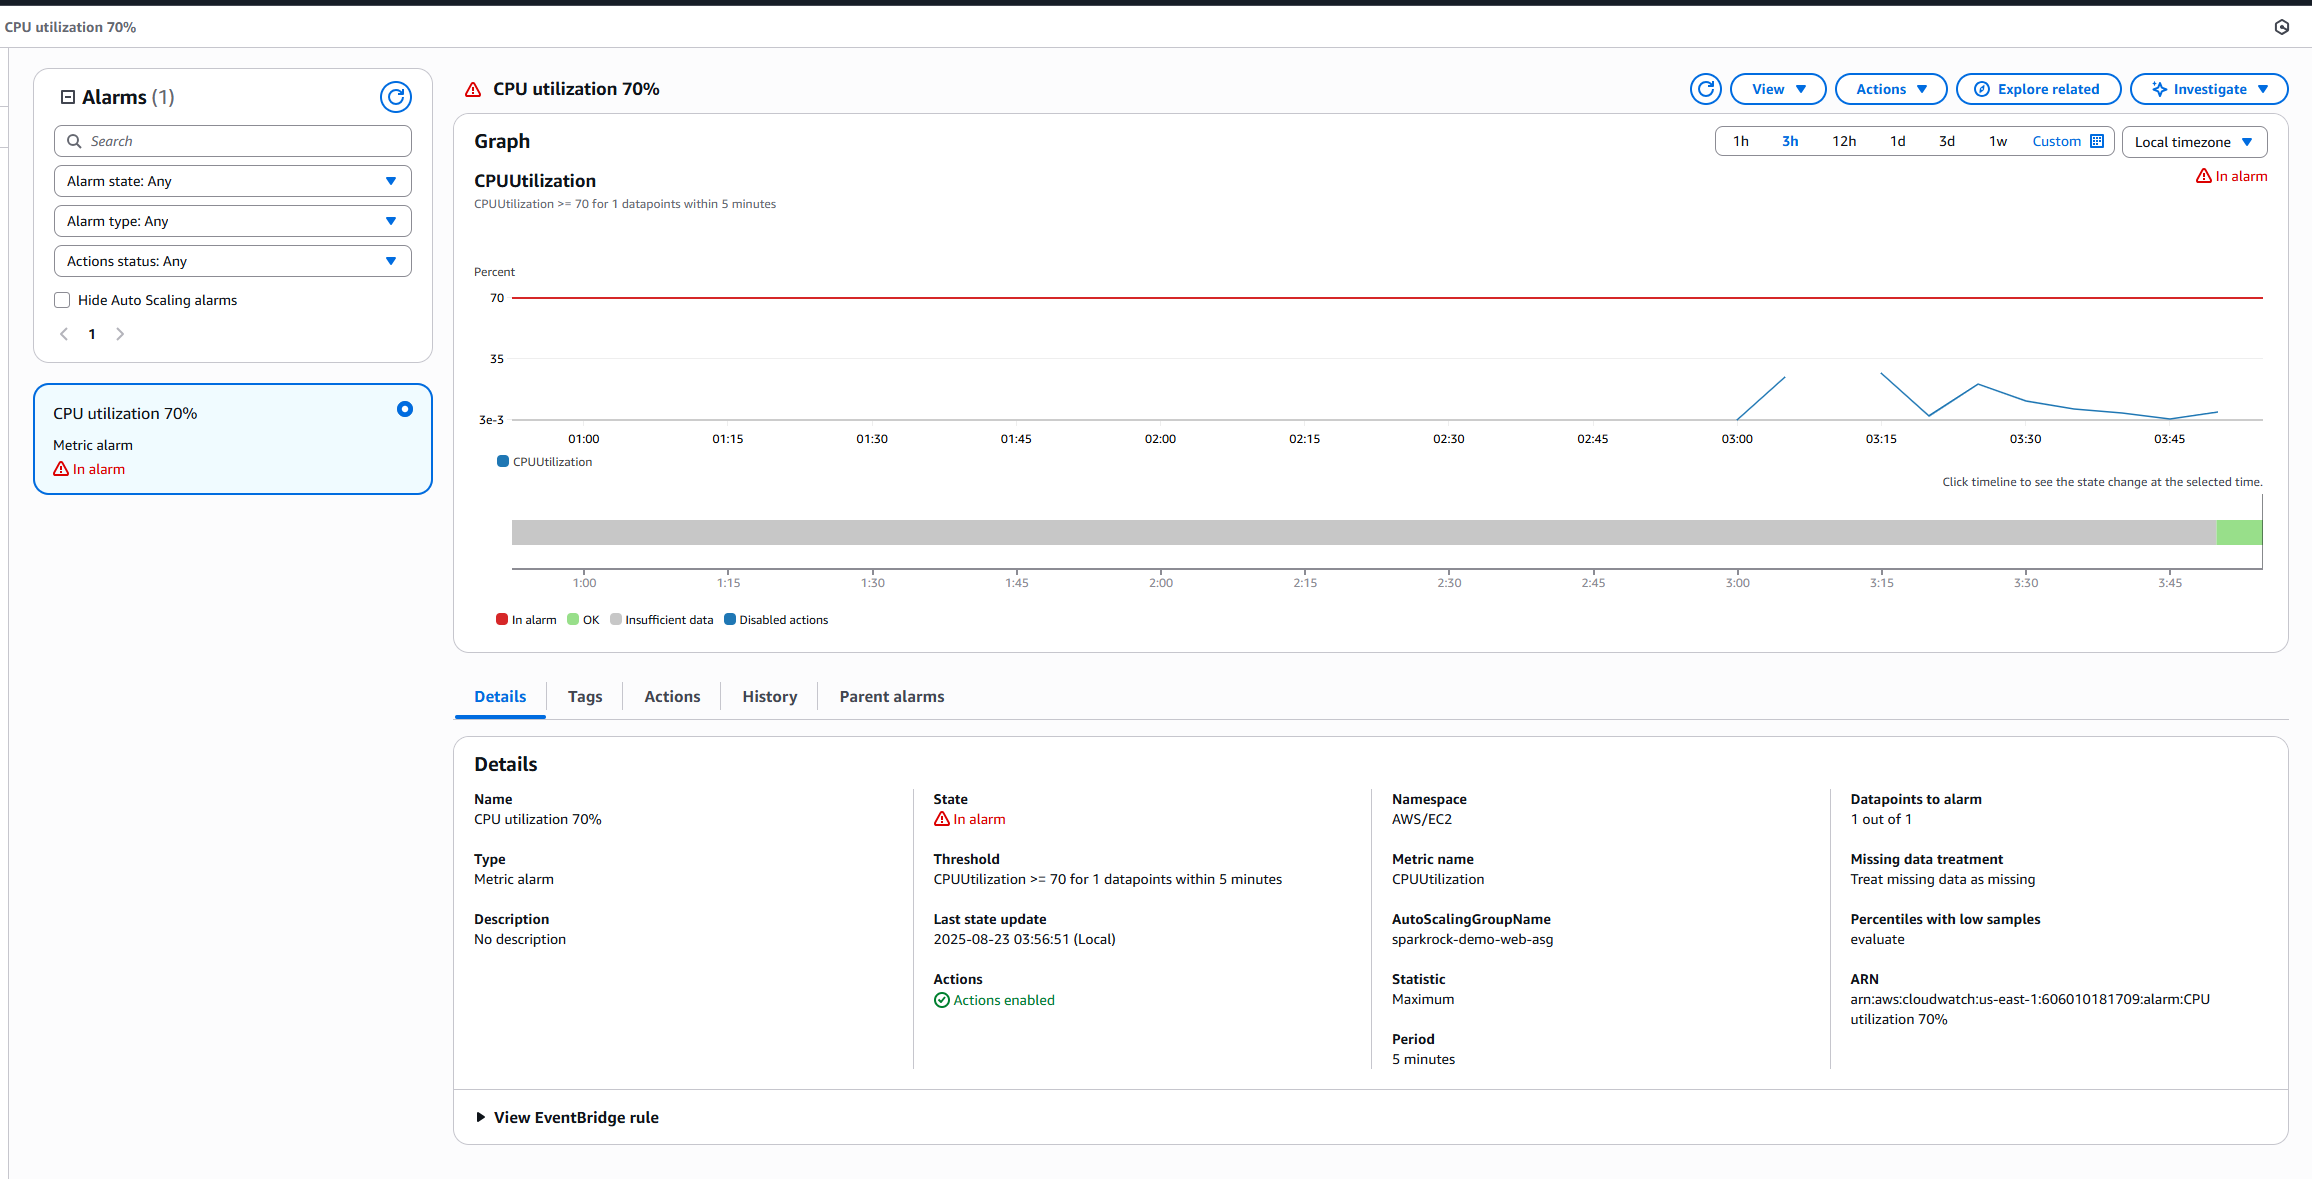 CPU utilization 70%
Alarms (1)
Search
Alarm state: Any
Alarm type: Any
Actions status: Any
Hide Auto Scaling alarms
1
CPU utilization 70%
Metric alarm
In alarm
CPU utilization 70%
View
Actions
Explore related
Investigate
Graph
1h 3h 12h 1d 3d 1w Custom
Local timezone
CPUUtilization
In alarm
CPUUtilization >= 70 for 1 datapoints within 5 minutes
Percent
70
35
3e-3
01:00 01:15 01:30 01:45 02:00 02:15 02:30 02:45 03:00 03:15 03:30 03:45
CPUUtilization
Click timeline to see the state change at the selected time.
1:00 1:15 1:30 1:45 2:00 2:15 2:30 2:45 3:00 3:15 3:30 3:45
In alarm OK Insufficient data Disabled actions
Details Tags Actions History Parent alarms
Details
Name
CPU utilization 70%
Type
Metric alarm
Description
No description
State
In alarm
Threshold
CPUUtilization >= 70 for 1 datapoints within 5 minutes
Last state update
2025-08-23 03:56:51 (Local)
Actions
Actions enabled
Namespace
AWS/EC2
Metric name
CPUUtilization
AutoScalingGroupName
sparkrock-demo-web-asg
Statistic
Maximum
Period
5 minutes
Datapoints to alarm
1 out of 1
Missing data treatment
Treat missing data as missing
Percentiles with low samples
evaluate
ARN
arn:aws:cloudwatch:us-east-1:606010181709:alarm:CPU
utilization 70%
View EventBridge rule